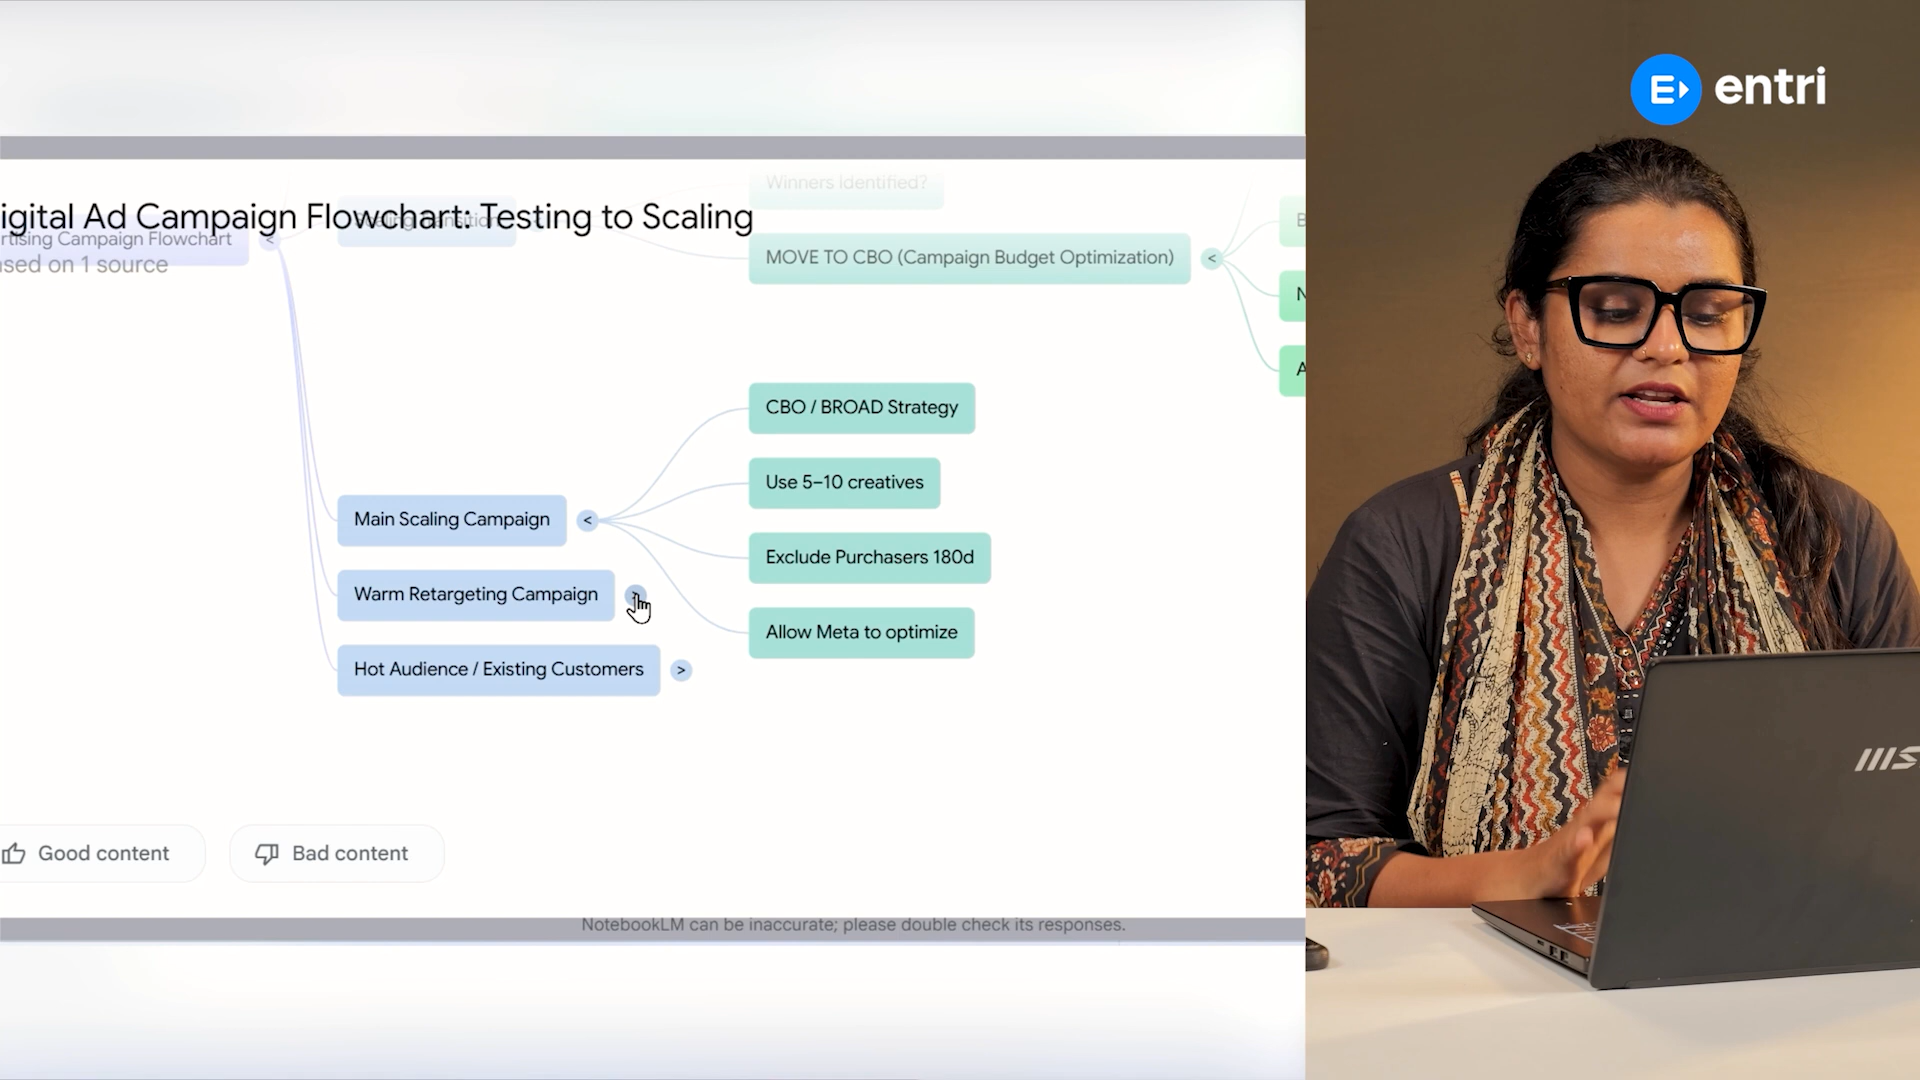 entri
Winners Identified?
igital Ad Campaign Flowchart: Testing to Scaling
rtising Campaign Flowchart
ased on 1 source
MOVE TO CBO (Campaign Budget Optimization)
<
<
CBO / BROAD Strategy
Use 5–10 creatives
Main Scaling Campaign
<
Exclude Purchasers 180d
Warm Retargeting Campaign
Allow Meta to optimize
Hot Audience / Existing Customers
>
Good content
Bad content
NotebookLM can be inaccurate; please double check its responses.